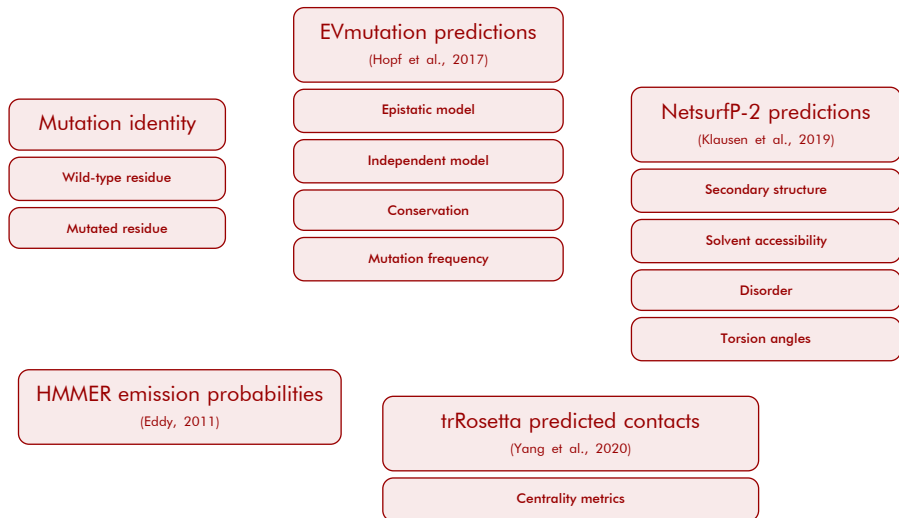 EVmutation predictions
(Hopf et al., 2017)
Epistatic model
Independent model
Conservation
Mutation frequency
Mutation identity
Wild-type residue
Mutated residue
NetsurfP-2 predictions
(Klausen et al., 2019)
Secondary structure
Solvent accessibility
Disorder
Torsion angles
HMMER emission probabilities
(Eddy, 2011)
trRosetta predicted contacts
(Yang et al., 2020)
Centrality metrics